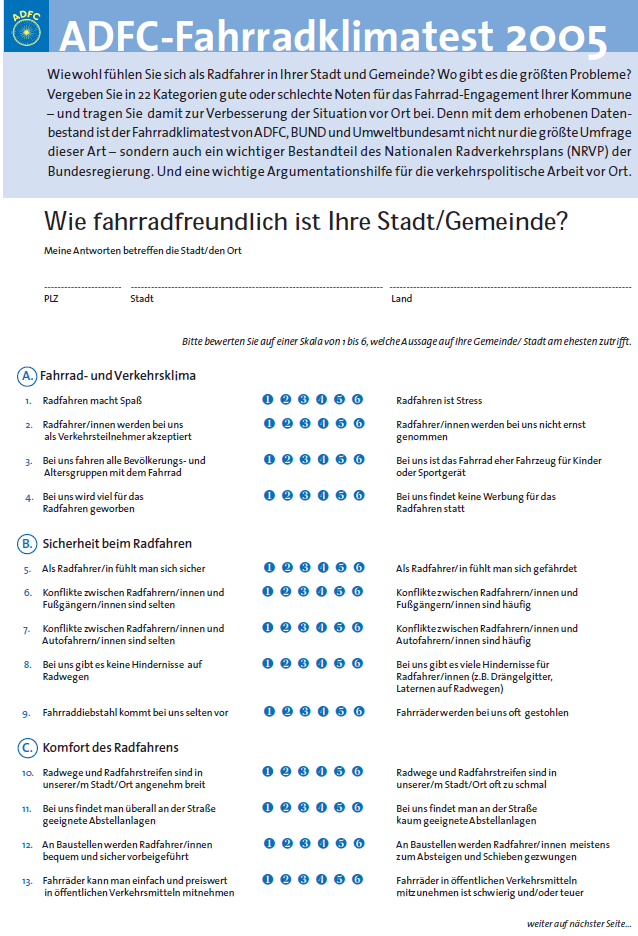 ADFC
ADFC-Fahrradklimatest 2005
Wie wohl fühlen Sie sich als Radfahrer in Ihrer Stadt und Gemeinde? Wo gibt es die größten Probleme?
Vergeben Sie in 22 Kategorien gute oder schlechte Noten für das Fahrrad-Engagement Ihrer Kommune
– und tragen Sie damit zur Verbesserung der Situation vor Ort bei. Denn mit dem erhobenen Daten-
bestand ist der Fahrradklimatest von ADFC, BUND und Umweltbundesamt nicht nur die größte Umfrage
dieser Art – sondern auch ein wichtiger Bestandteil des Nationalen Radverkehrsplans (NRVP) der
Bundesregierung. Und eine wichtige Argumentationshilfe für die verkehrspolitische Arbeit vor Ort.
Wie fahrradfreundlich ist Ihre Stadt/Gemeinde?
Meine Antworten betreffen die Stadt/den Ort
PLZ Stadt Land
Bitte bewerten Sie auf einer Skala von 1 bis 6, welche Aussage auf Ihre Gemeinde/ Stadt am ehesten zutrifft.
A. Fahrrad- und Verkehrsklima
1. Radfahren macht Spaß 1 2 3 4 5 6 Radfahren ist Stress
2. Radfahrer/innen werden bei uns 1 2 3 4 5 6 Radfahrer/innen werden bei uns nicht ernst
als Verkehrsteilnehmer akzeptiert genommen
3. Bei uns fahren alle Bevölkerungs- und 1 2 3 4 5 6 Bei uns ist das Fahrrad eher Fahrzeug für Kinder
Altersgruppen mit dem Fahrrad oder Sportgerät
4. Bei uns wird viel für das 1 2 3 4 5 6 Bei uns findet keine Werbung für das
Radfahren geworben Radfahren statt
B. Sicherheit beim Radfahren
5. Als Radfahrer/in fühlt man sich sicher 1 2 3 4 5 6 Als Radfahrer/in fühlt man sich gefährdet
6. Konflikte zwischen Radfahrern/innen und 1 2 3 4 5 6 Konflikte zwischen Radfahrern/innen und
Fußgängern/innen sind selten Fußgängern/innen sind häufig
7. Konflikte zwischen Radfahrern/innen und 1 2 3 4 5 6 Konflikte zwischen Radfahrern/innen und
Autofahrern/innen sind selten Autofahrern/innen sind häufig
8. Bei uns gibt es keine Hindernisse auf 1 2 3 4 5 6 Bei uns gibt es viele Hindernisse für
Radwegen Radfahrer/innen (z.B. Drängelgitter,
Laternen auf Radwegen)
9. Fahrraddiebstahl kommt bei uns selten vor 1 2 3 4 5 6 Fahrräder werden bei uns oft gestohlen
C. Komfort des Radfahrens
10. Radwege und Radfahrstreifen sind in 1 2 3 4 5 6 Radwege und Radfahrstreifen sind in
unserer/m Stadt/Ort angenehm breit unserer/m Stadt/Ort oft zu schmal
11. Bei uns findet man überall an der Straße 1 2 3 4 5 6 Bei uns findet man an der Straße
geeignete Abstellanlagen kaum geeignete Abstellanlagen
12. An Baustellen werden Radfahrer/innen 1 2 3 4 5 6 An Baustellen werden Radfahrer/innen meistens
bequem und sicher vorbeigeführt zum Absteigen und Schieben gezwungen
13. Fahrräder kann man einfach und preiswert 1 2 3 4 5 6 Fahrräder in öffentlichen Verkehrsmitteln
in öffentlichen Verkehrsmitteln mitnehmen mitzunehmen ist schwierig und/oder teuer
weiter auf nächster Seite...